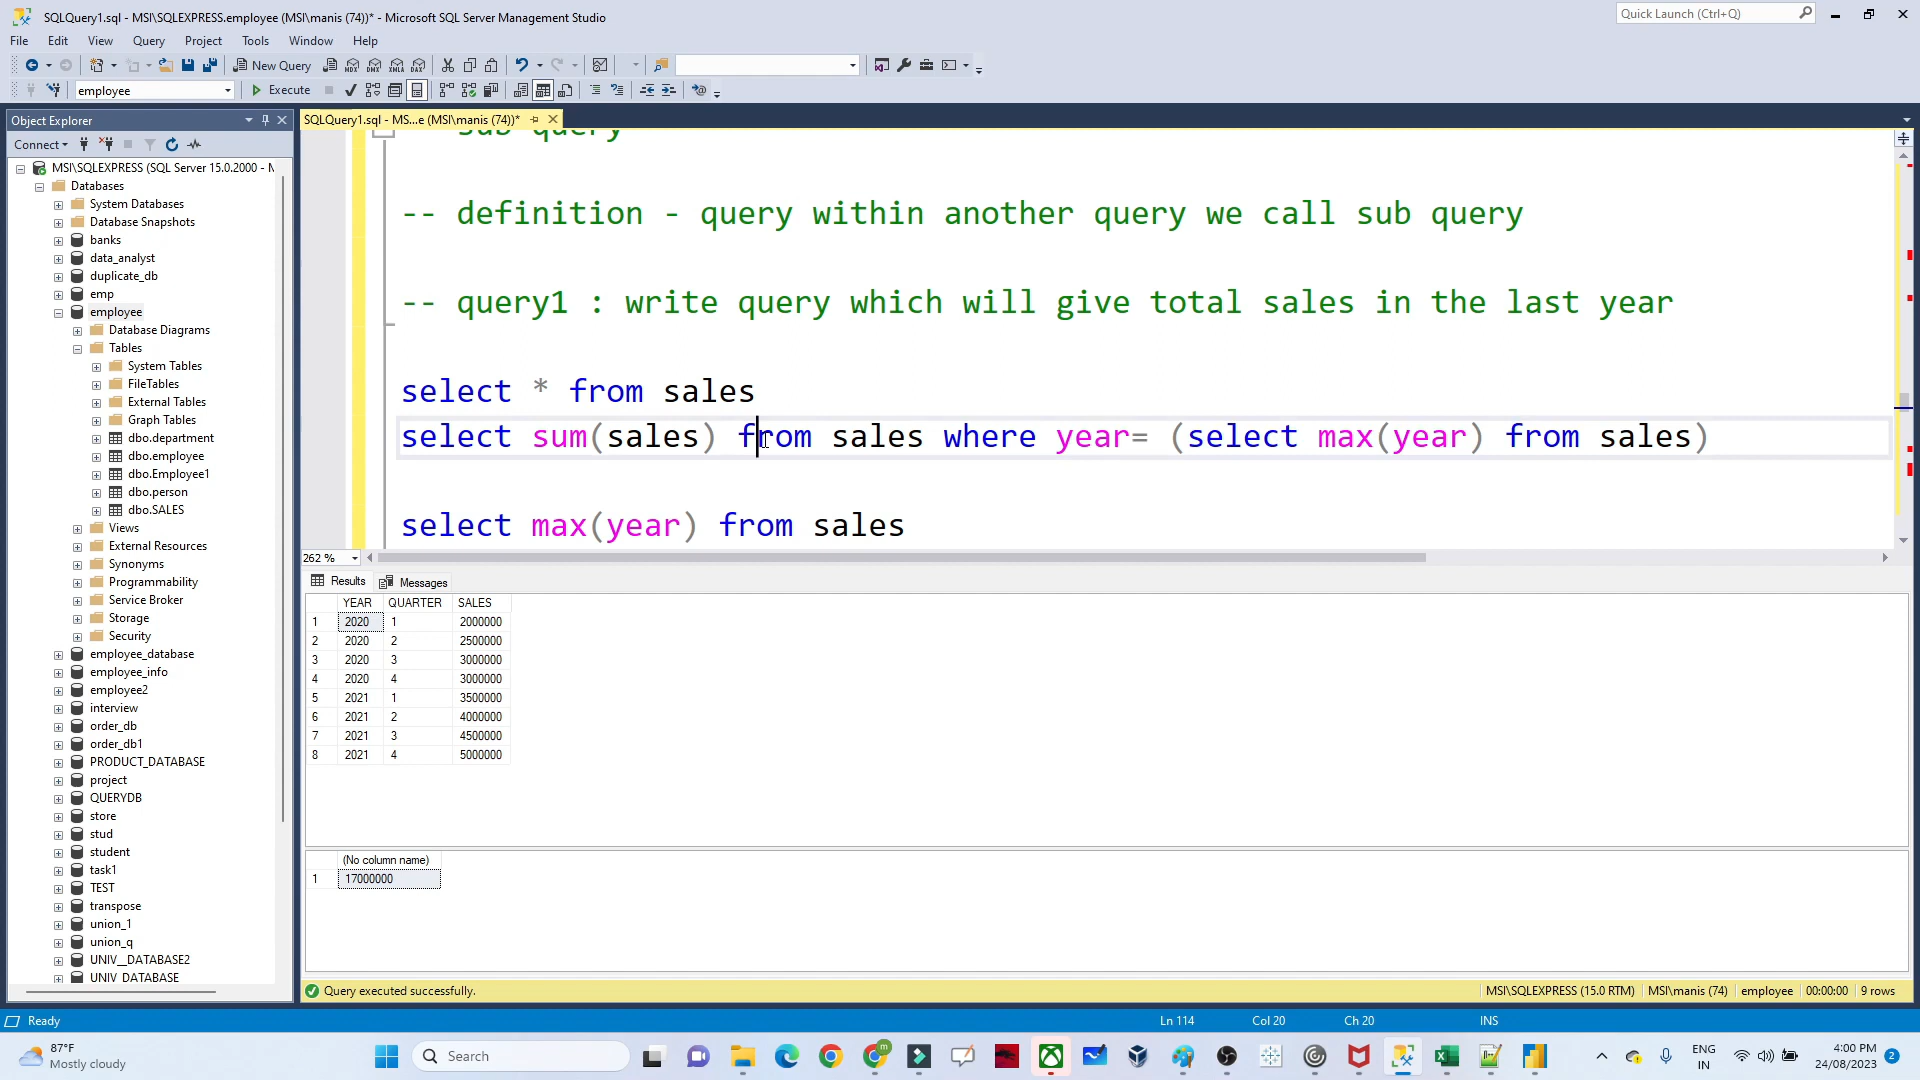 SQLQuery1.sql - MSI\SQLEXPRESS.employee (MSI\manis (74))* - Microsoft SQL Server Management Studio
Quick Launch (Ctrl+Q)
File Edit View Query Project Tools Window Help
New Query
MDX DMX XMLA DAX
employee
Execute
Object Explorer
SQLQuery1.sql - MS...e (MSI\manis (74))*
Connect
MSI\SQLEXPRESS (SQL Server 15.0.2000 - M
Databases
System Databases
Database Snapshots
banks
data_analyst
duplicate_db
emp
employee
Database Diagrams
Tables
System Tables
FileTables
External Tables
Graph Tables
dbo.department
dbo.employee
dbo.Employee1
dbo.person
dbo.SALES
Views
External Resources
Synonyms
Programmability
Service Broker
Storage
Security
employee_database
employee_info
employee2
interview
order_db
order_db1
PRODUCT_DATABASE
project
QUERYDB
store
stud
student
task1
TEST
transpose
union_1
union_q
UNIV__DATABASE2
UNIV DATABASE
sub query
-- definition - query within another query we call sub query
-- query1 : write query which will give total sales in the last year
select * from sales
select sum(sales) from sales where year= (select max(year) from sales)
select max(year) from sales
262 %
Results Messages
YEAR QUARTER SALES
1 2020 1 2000000
2 2020 2 2500000
3 2020 3 3000000
4 2020 4 3000000
5 2021 1 3500000
6 2021 2 4000000
7 2021 3 4500000
8 2021 4 5000000
(No column name)
1 17000000
Query executed successfully.
MSI\SQLEXPRESS (15.0 RTM) MSI\manis (74) employee 00:00:00 9 rows
Ready
Ln 114 Col 20 Ch 20 INS
87°F
Mostly cloudy
Search
ENG
IN
4:00 PM
24/08/2023
2